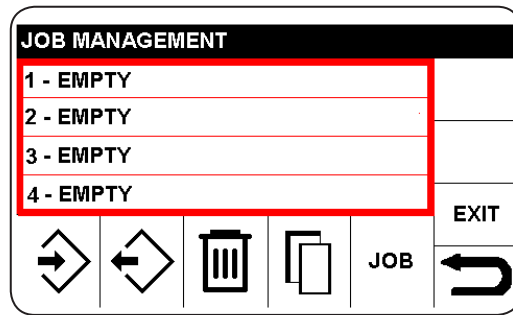 JOB MANAGEMENT
1 - EMPTY
2 - EMPTY
3 - EMPTY
4 - EMPTY
EXIT
JOB